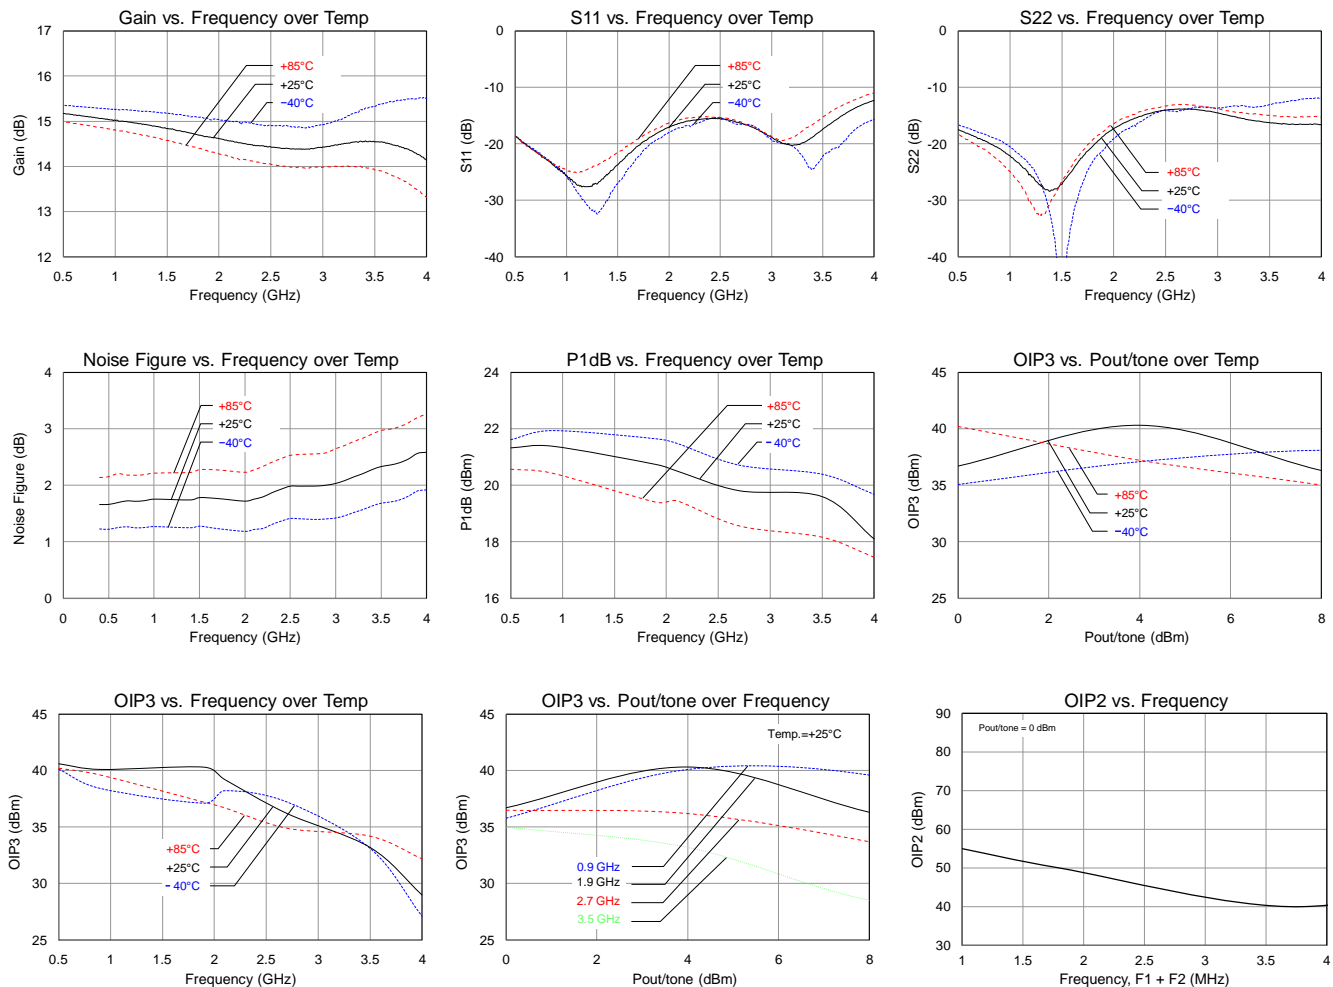 Gain vs. Frequency over Temp
17
16
15
14
13
12
Gain (dB)
+85°C
+25°C
−40°C
0.5
1
1.5
2
2.5
3
3.5
4
Frequency (GHz)
S11 vs. Frequency over Temp
0
-10
-20
-30
-40
S11 (dB)
+85°C
+25°C
−40°C
0.5
1
1.5
2
2.5
3
3.5
4
Frequency (GHz)
S22 vs. Frequency over Temp
0
-10
-20
-30
-40
S22 (dB)
+85°C
+25°C
−40°C
0.5
1
1.5
2
2.5
3
3.5
4
Frequency (GHz)
Noise Figure vs. Frequency over Temp
4
3
2
1
0
Noise Figure (dB)
+85°C
+25°C
−40°C
0
0.5
1
1.5
2
2.5
3
3.5
4
Frequency (GHz)
P1dB vs. Frequency over Temp
24
22
20
18
16
P1dB (dBm)
+85°C
+25°C
−40°C
0.5
1
1.5
2
2.5
3
3.5
4
Frequency (GHz)
OIP3 vs. Pout/tone over Temp
45
40
35
30
25
OIP3 (dBm)
+85°C
+25°C
−40°C
0
2
4
6
8
Pout/tone (dBm)
OIP3 vs. Frequency over Temp
45
40
35
30
25
OIP3 (dBm)
+85°C
+25°C
−40°C
0.5
1
1.5
2
2.5
3
3.5
4
Frequency (GHz)
OIP3 vs. Pout/tone over Frequency
45
40
35
30
25
OIP3 (dBm)
Temp.=+25°C
0.9 GHz
1.9 GHz
2.7 GHz
3.5 GHz
0
2
4
6
8
Pout/tone (dBm)
OIP2 vs. Frequency
90
80
70
60
50
40
30
OIP2 (dBm)
Pout/tone = 0 dBm
1
1.5
2
2.5
3
3.5
4
Frequency, F1 + F2 (MHz)